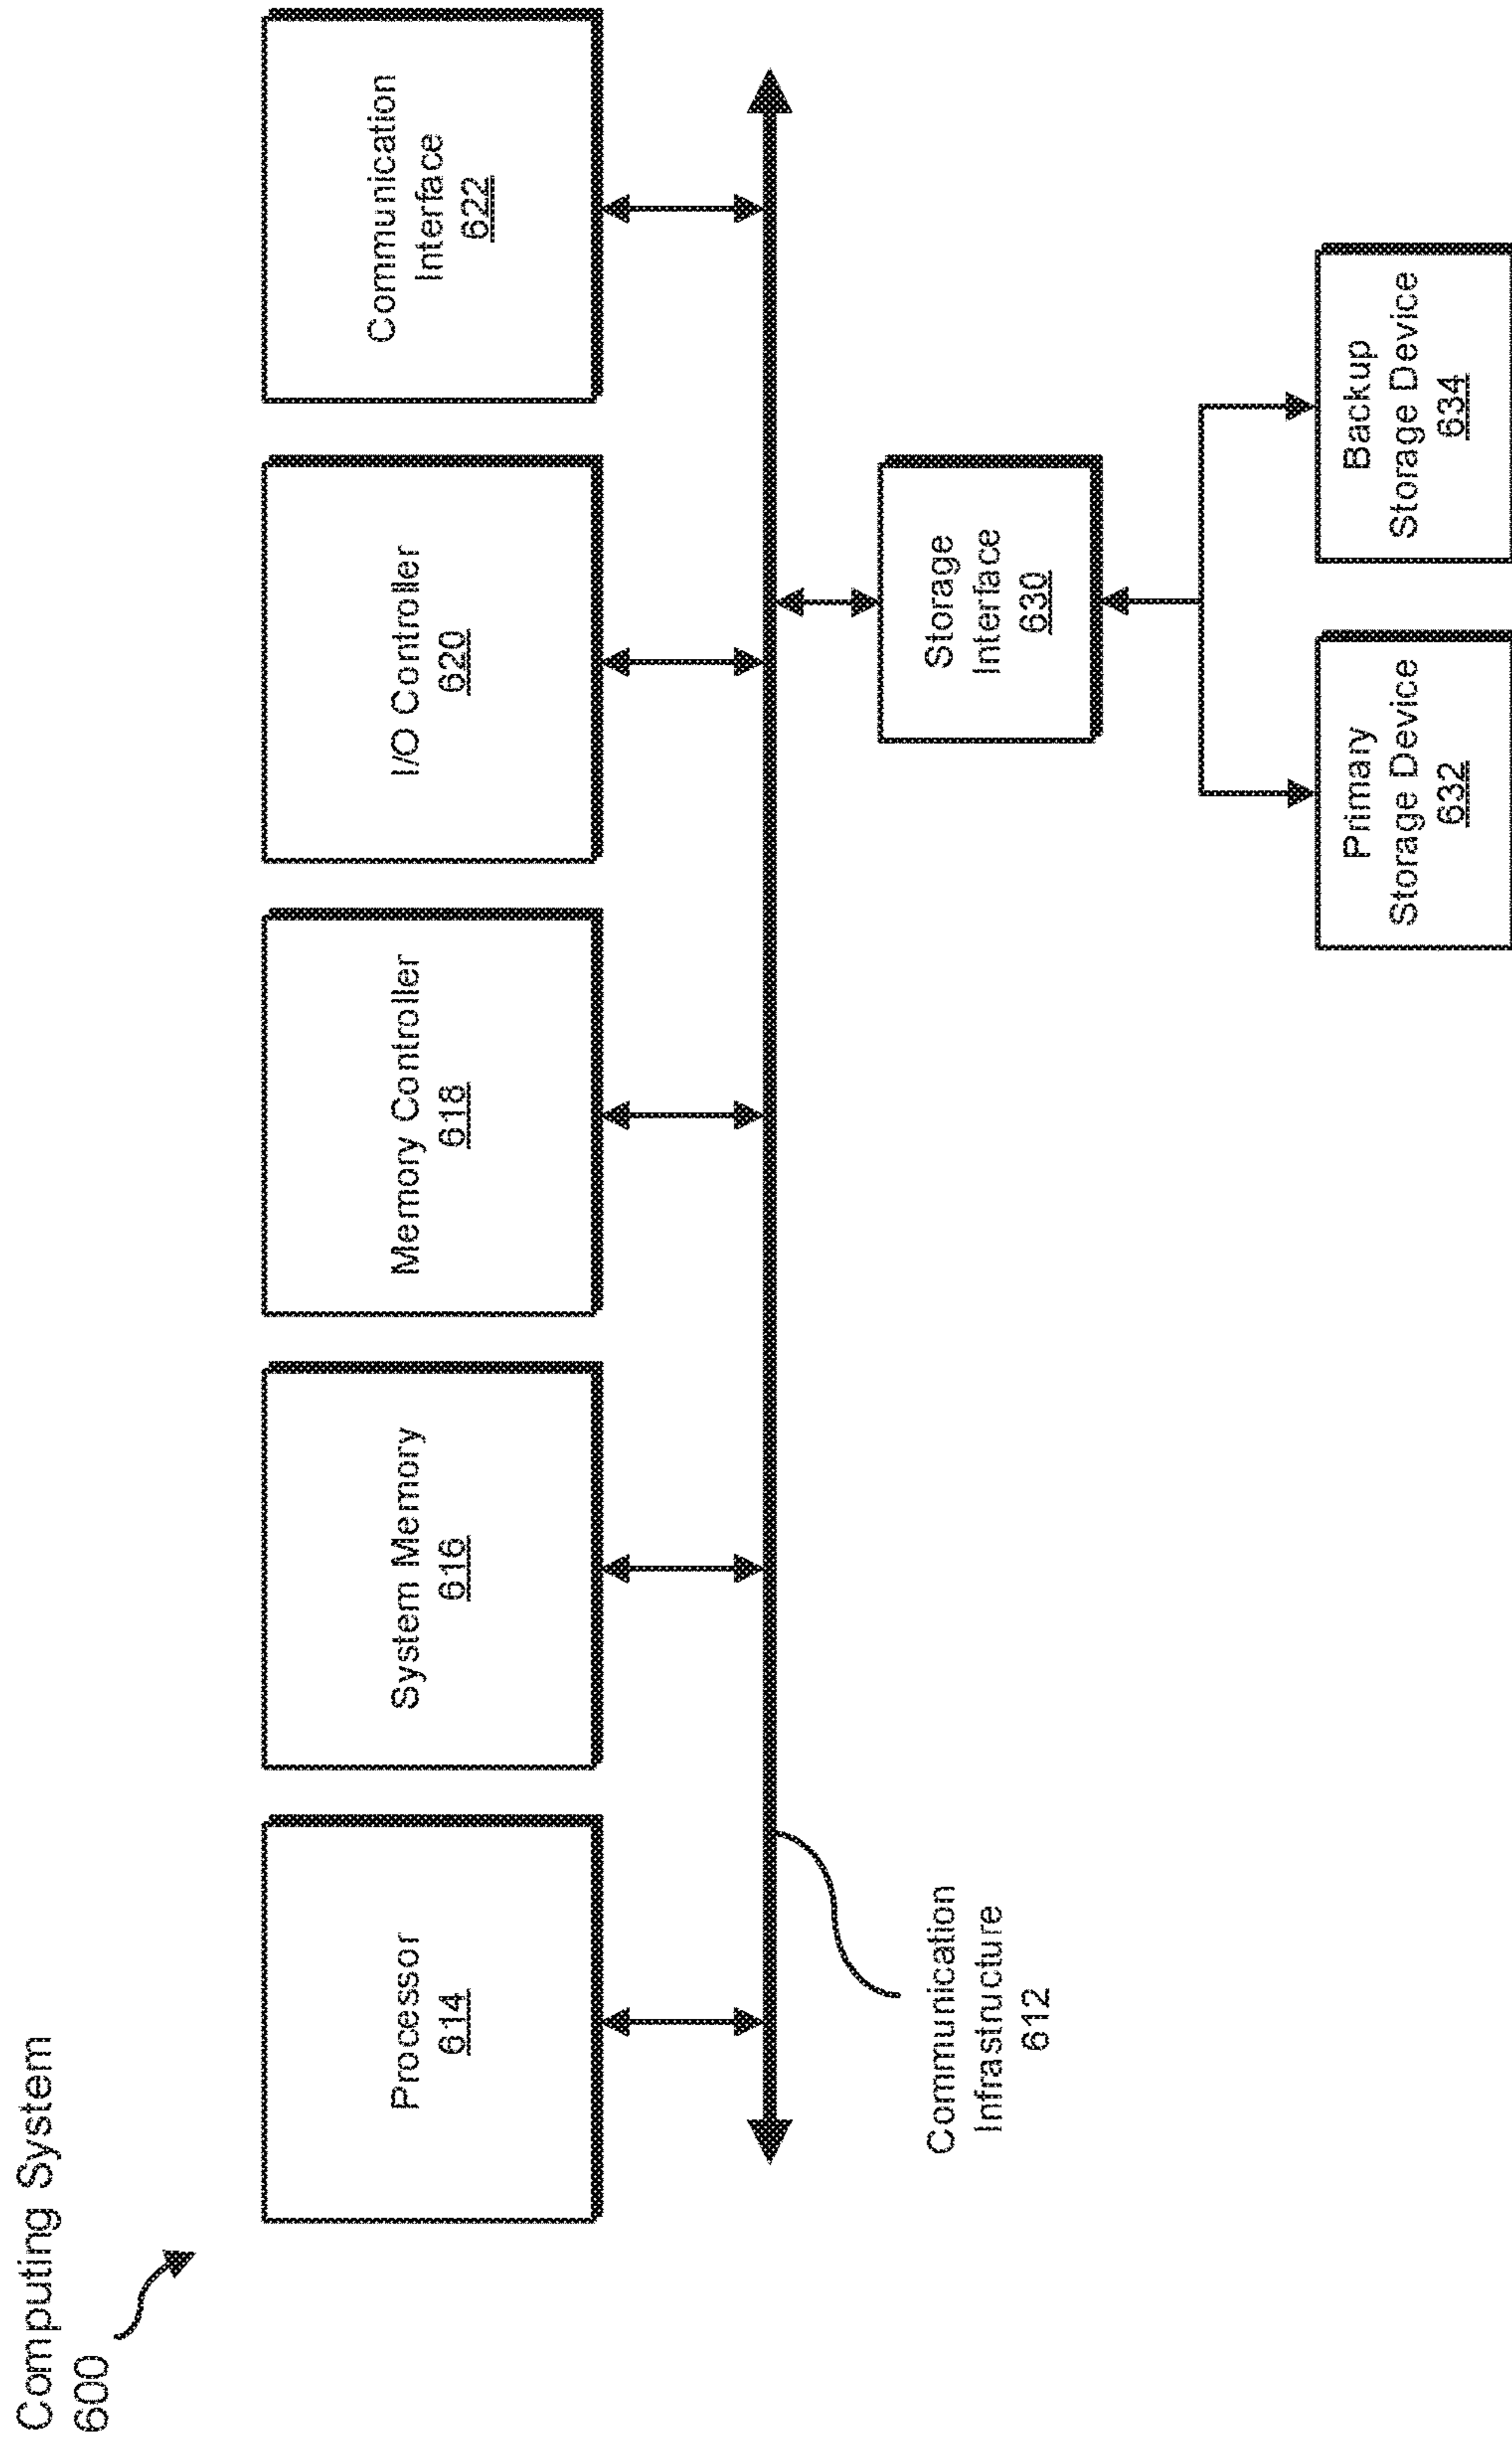 Computing System
600
Processor
614
System Memory
616
Memory Controller
618
I/O Controller
620
Communication
Interface
622
Communication
Infrastructure
612
Storage
Interface
630
Primary
Storage Device
632
Backup
Storage Device
634